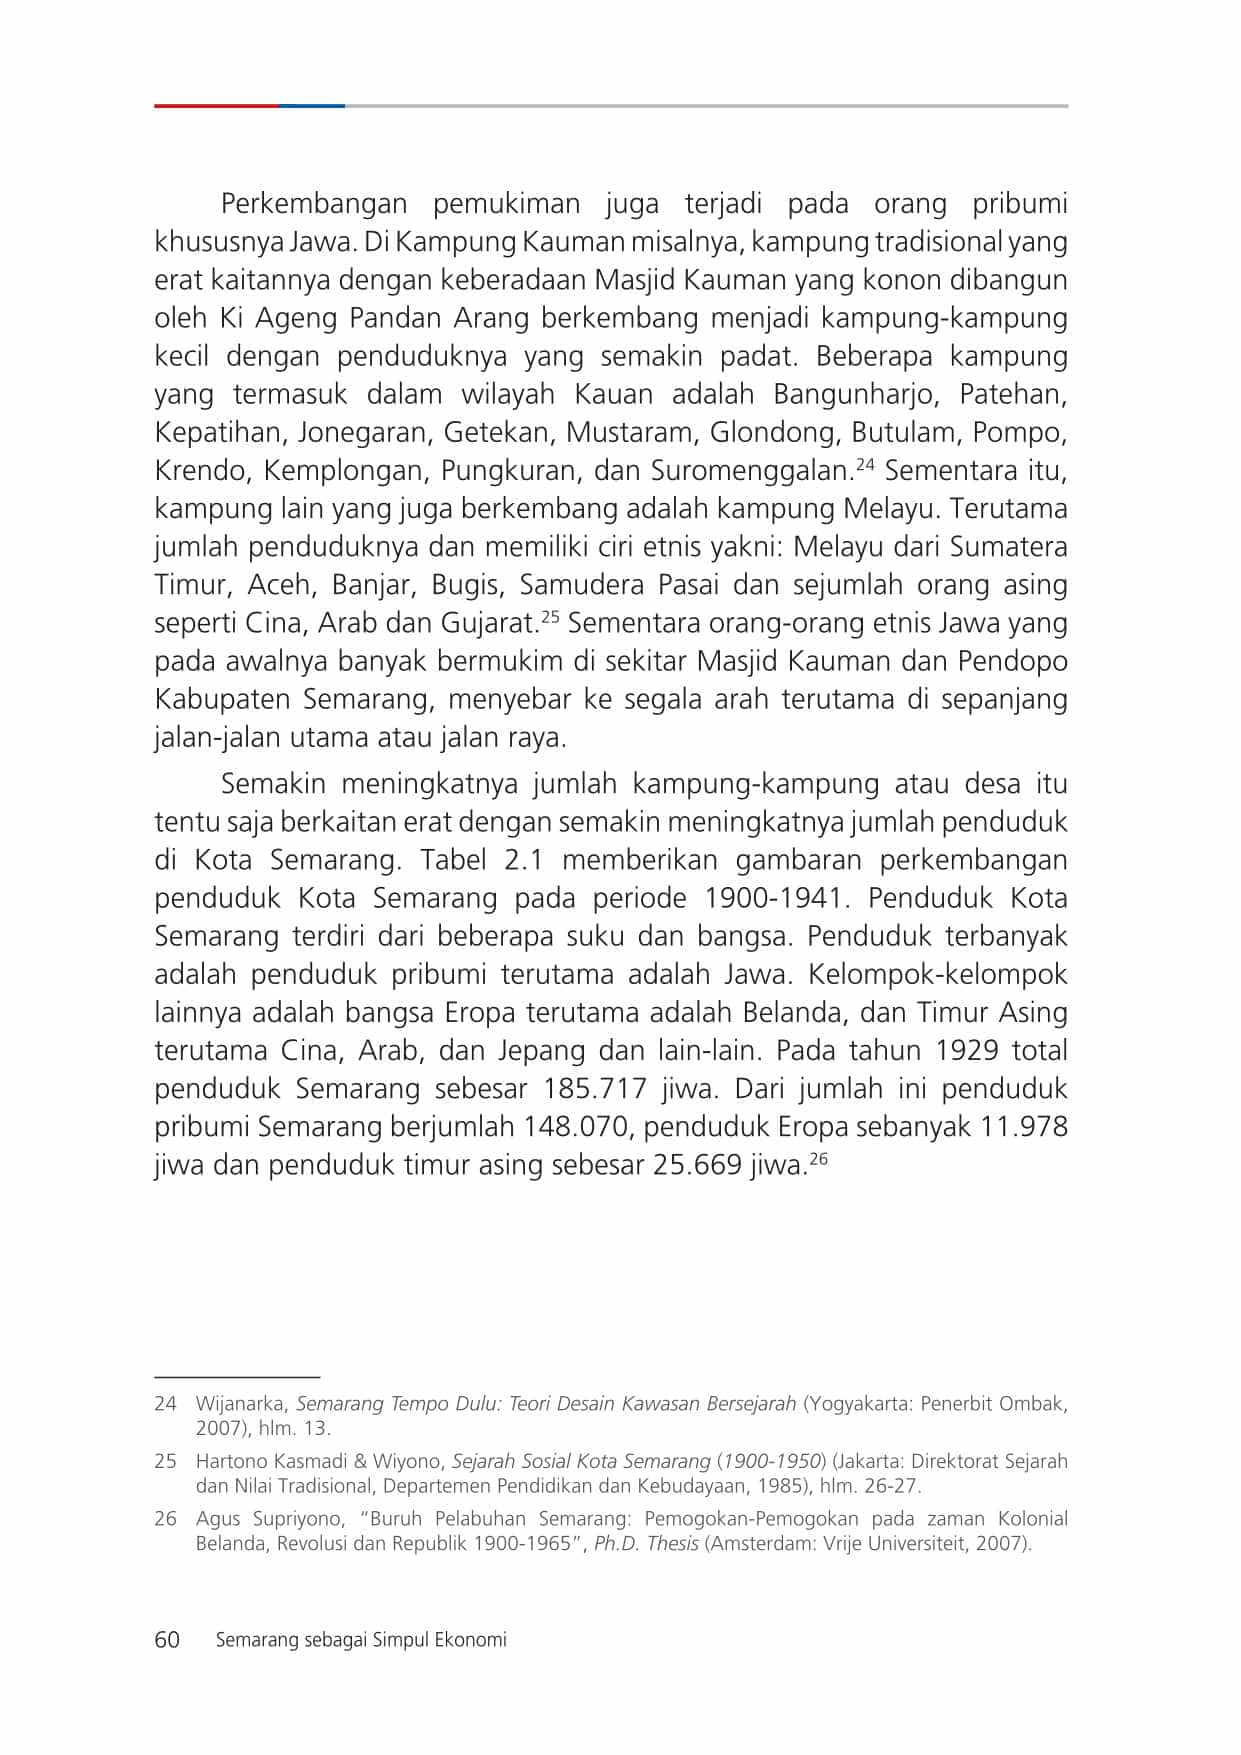 Perkembangan pemukiman juga terjadi pada orang pribumi
khususnya Jawa. Di Kampung Kauman misalnya, kampung tradisional yang
erat kaitannya dengan keberadaan Masjid Kauman yang konon dibangun
oleh Ki Ageng Pandan Arang berkembang menjadi kampung-kampung
kecil dengan penduduknya yang semakin padat. Beberapa kampung
yang termasuk dalam wilayah Kauan adalah Bangunharjo, Patehan,
Kepatihan, Jonegaran, Getekan, Mustaram, Glondong, Butulam, Pompo,
Krendo, Kemplongan, Pungkuran, dan Suromenggalan.24 Sementara itu,
kampung lain yang juga berkembang adalah kampung Melayu. Terutama
jumlah penduduknya dan memiliki ciri etnis yakni: Melayu dari Sumatera
Timur, Aceh, Banjar, Bugis, Samudera Pasai dan sejumlah orang asing
seperti Cina, Arab dan Gujarat.25 Sementara orang-orang etnis Jawa yang
pada awalnya banyak bermukim di sekitar Masjid Kauman dan Pendopo
Kabupaten Semarang, menyebar ke segala arah terutama di sepanjang
jalan-jalan utama atau jalan raya.
Semakin meningkatnya jumlah kampung-kampung atau desa itu
tentu saja berkaitan erat dengan semakin meningkatnya jumlah penduduk
di Kota Semarang. Tabel 2.1 memberikan gambaran perkembangan
penduduk Kota Semarang pada periode 1900-1941. Penduduk Kota
Semarang terdiri dari beberapa suku dan bangsa. Penduduk terbanyak
adalah penduduk pribumi terutama adalah Jawa. Kelompok-kelompok
lainnya adalah bangsa Eropa terutama adalah Belanda, dan Timur Asing
terutama Cina, Arab, dan Jepang dan lain-lain. Pada tahun 1929 total
penduduk Semarang sebesar 185.717 jiwa. Dari jumlah ini penduduk
pribumi Semarang berjumlah 148.070, penduduk Eropa sebanyak 11.978
jiwa dan penduduk timur asing sebesar 25.669 jiwa.26
24 Wijanarka, Semarang Tempo Dulu: Teori Desain Kawasan Bersejarah (Yogyakarta: Penerbit Ombak,
2007), hlm. 13.
25 Hartono Kasmadi & Wiyono, Sejarah Sosial Kota Semarang (1900-1950) (Jakarta: Direktorat Sejarah
dan Nilai Tradisional, Departemen Pendidikan dan Kebudayaan, 1985), hlm. 26-27.
26 Agus Supriyono, “Buruh Pelabuhan Semarang: Pemogokan-Pemogokan pada zaman Kolonial
Belanda, Revolusi dan Republik 1900-1965”, Ph.D. Thesis (Amsterdam: Vrije Universiteit, 2007).
60 Semarang sebagai Simpul Ekonomi